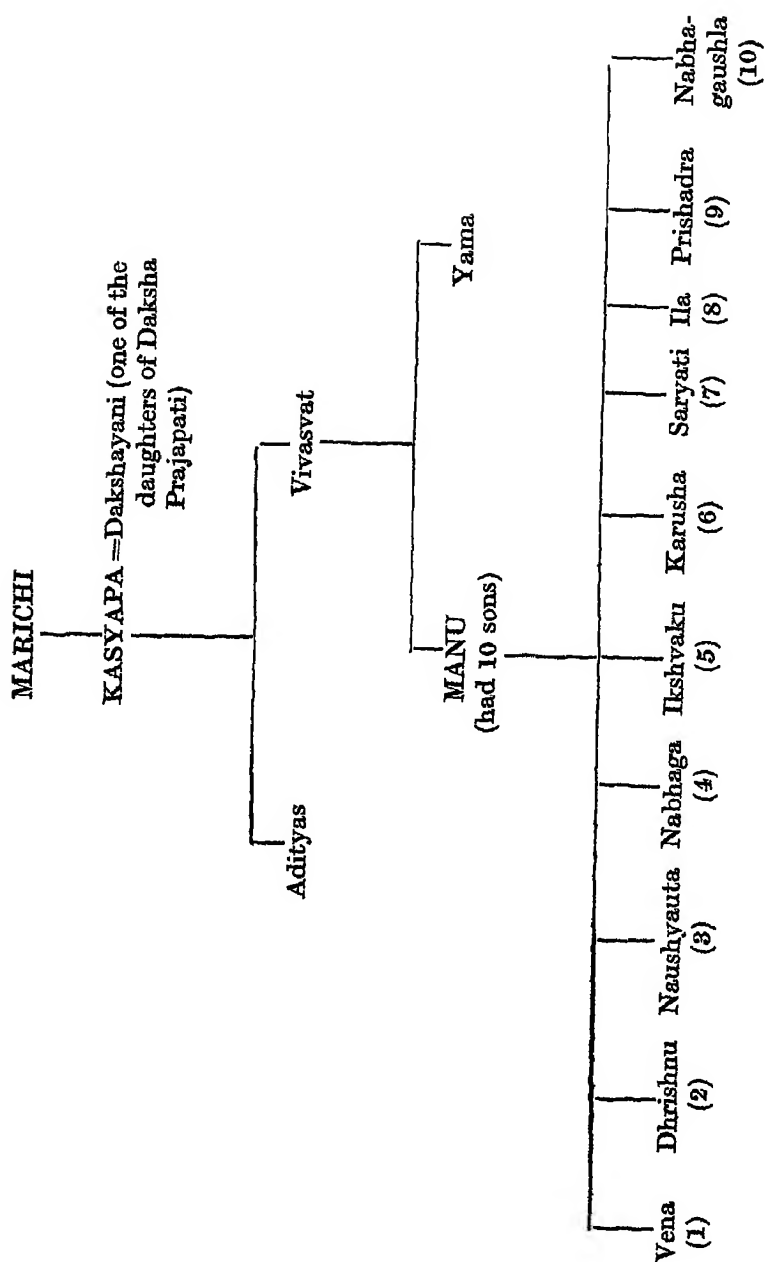 MARICHI
KASYAPA =Dakshayani (one of the
daughters of Daksha
Prajapati)
Adityas
Vivasvat
MANU
(had 10 sons)
Yama
Vena
(1)
Dhrishnu
(2)
Naushyauta
(3)
Nabhaga
(4)
Ikshvaku
(5)
Karusha
(6)
Saryati
(7)
Ila
(8)
Prishadra
(9)
Nabha-
gaushla
(10)